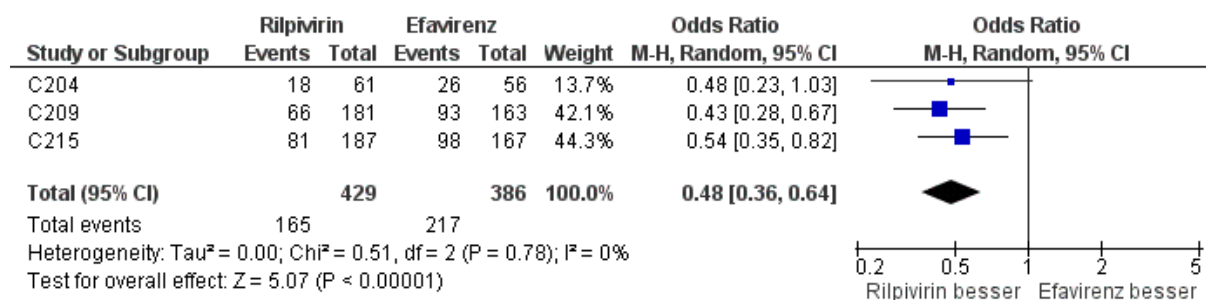 Rilpivirin Efavirenz Odds Ratio Odds Ratio
Study or Subgroup Events Total Events Total Weight M-H, Random, 95% CI M-H, Random, 95% CI
C204 18 61 26 56 13.7% 0.48 [0.23, 1.03]
C209 66 181 93 163 42.1% 0.43 [0.28, 0.67]
C215 81 187 98 167 44.3% 0.54 [0.35, 0.82]
Total (95% CI) 429 386 100.0% 0.48 [0.36, 0.64]
Total events 165 217
Heterogeneity: Tau² = 0.00; Chi² = 0.51, df = 2 (P = 0.78); I² = 0%
Test for overall effect: Z = 5.07 (P < 0.00001)
0.2 0.5 1 2 5
Rilpivirin besser Efavirenz besser